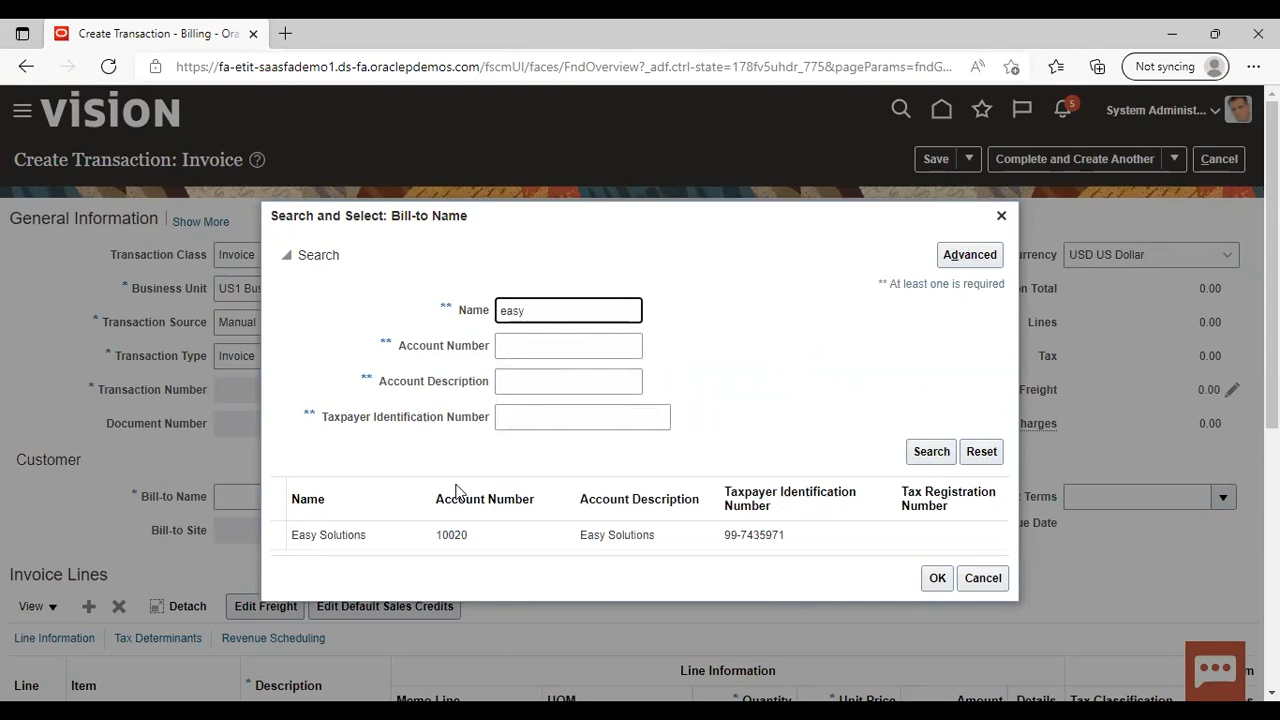 Create Transaction - Billing - Ora
https://fa-etit-saasfademo1.ds-fa.oraclepdemos.com/fscmUI/faces/FndOverview?_adf.ctrl-state=178fv5uhdr_775&pageParams=fndG...
Not syncing
VISION
5
System Administ...
Create Transaction: Invoice
Save
Complete and Create Another
Cancel
General Information
Show More
Transaction Class
Invoice
* Business Unit
US1 Bus
* Transaction Source
Manual
* Transaction Type
Invoice
* Transaction Number
Document Number
Customer
* Bill-to Name
Bill-to Site
Search and Select: Bill-to Name
Search
Advanced
** At least one is required
** Name easy
** Account Number
** Account Description
** Taxpayer Identification Number
Search
Reset
Name
Account Number
Account Description
Taxpayer Identification Number
Tax Registration Number
Easy Solutions
10020
Easy Solutions
99-7435971
OK
Cancel
urrency
USD US Dollar
on Total
0.00
Lines
0.00
Tax
0.00
Freight
0.00
harges
0.00
t Terms
ue Date
Invoice Lines
View
Detach
Edit Freight
Edit Default Sales Credits
Line Information
Tax Determinants
Revenue Scheduling
Line Information
Line
Item
* Description
Memo Line
UOM
* Quantity
* Unit Price
Amount
Details
Tax Classification